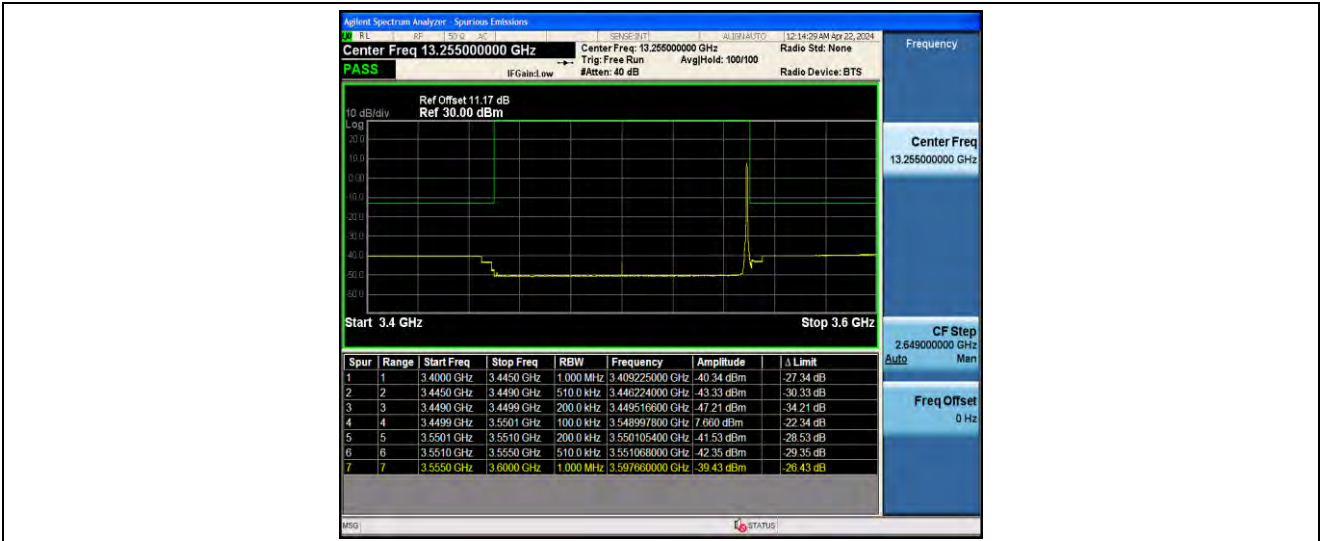 Agilent Spectrum Analyzer - Spurious Emissions
RL RF 50 Ω AC SENSE:INT ALIGNAUTO 12:14:29 AM Apr 22, 2024
Center Freq 13.255000000 GHz
Center Freq: 13.255000000 GHz
Radio Std: None
Trig: Free Run
Avg|Hold: 100/100
PASS
IFGain:Low
#Atten: 40 dB
Radio Device: BTS
Ref Offset 11.17 dB
10 dB/div
Ref 30.00 dBm
Log
20.0
10.0
0.00
-10.0
-20.0
-30.0
-40.0
-50.0
-60.0
Start 3.4 GHz
Stop 3.6 GHz
Spur Range Start Freq Stop Freq RBW Frequency Amplitude Δ Limit
1 1 3.4000 GHz 3.4450 GHz 1.000 MHz 3.409225000 GHz -40.34 dBm -27.34 dB
2 2 3.4450 GHz 3.4490 GHz 510.0 kHz 3.446224000 GHz -43.33 dBm -30.33 dB
3 3 3.4490 GHz 3.4499 GHz 200.0 kHz 3.449516600 GHz -47.21 dBm -34.21 dB
4 4 3.4499 GHz 3.5501 GHz 100.0 kHz 3.548997800 GHz 7.660 dBm -22.34 dB
5 5 3.5501 GHz 3.5510 GHz 200.0 kHz 3.550105400 GHz -41.53 dBm -28.53 dB
6 6 3.5510 GHz 3.5550 GHz 510.0 kHz 3.551068000 GHz -42.35 dBm -29.35 dB
7 7 3.5550 GHz 3.6000 GHz 1.000 MHz 3.597660000 GHz -39.43 dBm -26.43 dB
MSG
STATUS
Frequency
Center Freq
13.255000000 GHz
CF Step
2.649000000 GHz
Auto Man
Freq Offset
0 Hz